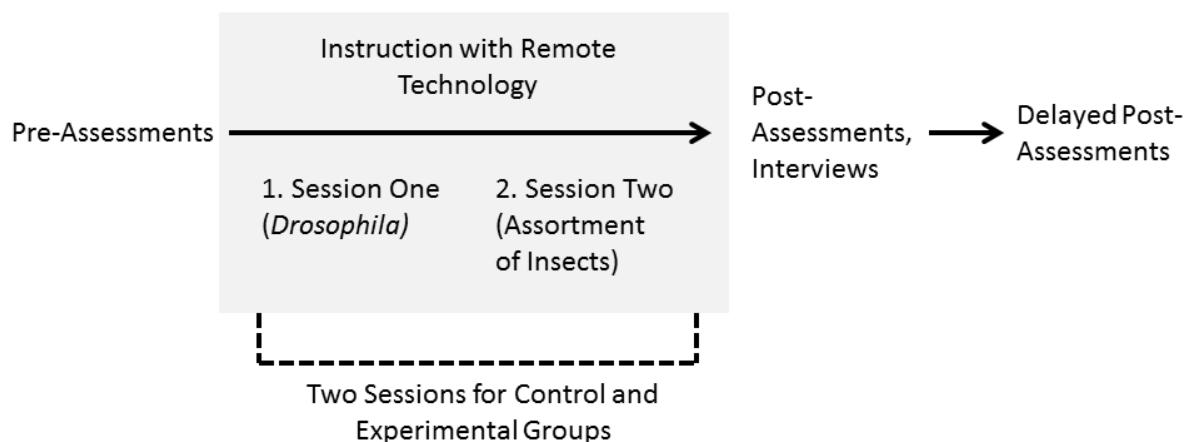 Instruction with Remote
Technology
Pre-Assessments
1. Session One
(Drosophila)
2. Session Two
(Assortment
of Insects)
Post-
Assessments,
Interviews
Delayed Post-
Assessments
Two Sessions for Control and
Experimental Groups